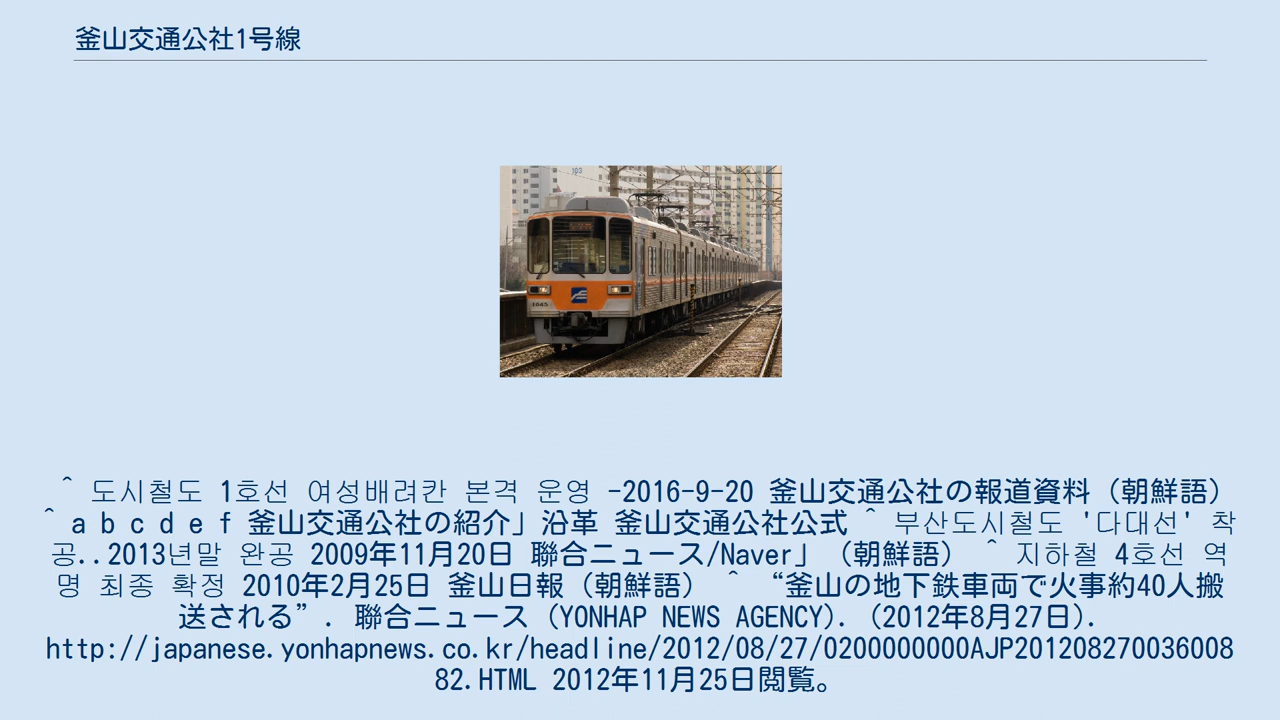 釜山交通公社1号線
103
1045
^ 도시철도 1호선 여성배려칸 본격 운영 -2016-9-20 釜山交通公社の報道資料（朝鮮語）
^ a b c d e f 釜山交通公社の紹介」沿革 釜山交通公社公式 ^ 부산도시철도 '다대선' 착
공..2013년말 완공 2009年11月20日 聯合ニュース/Naver」（朝鮮語） ^ 지하철 4호선 역
명 최종 확정 2010年2月25日 釜山日報（朝鮮語） ^ “釜山の地下鉄車両で火事約40人搬
送される”. 聯合ニュース（YONHAP NEWS AGENCY）. （2012年8月27日）.
http://japanese.yonhapnews.co.kr/headline/2012/08/27/0200000000AJP201208270036008
82.HTML 2012年11月25日閲覧。